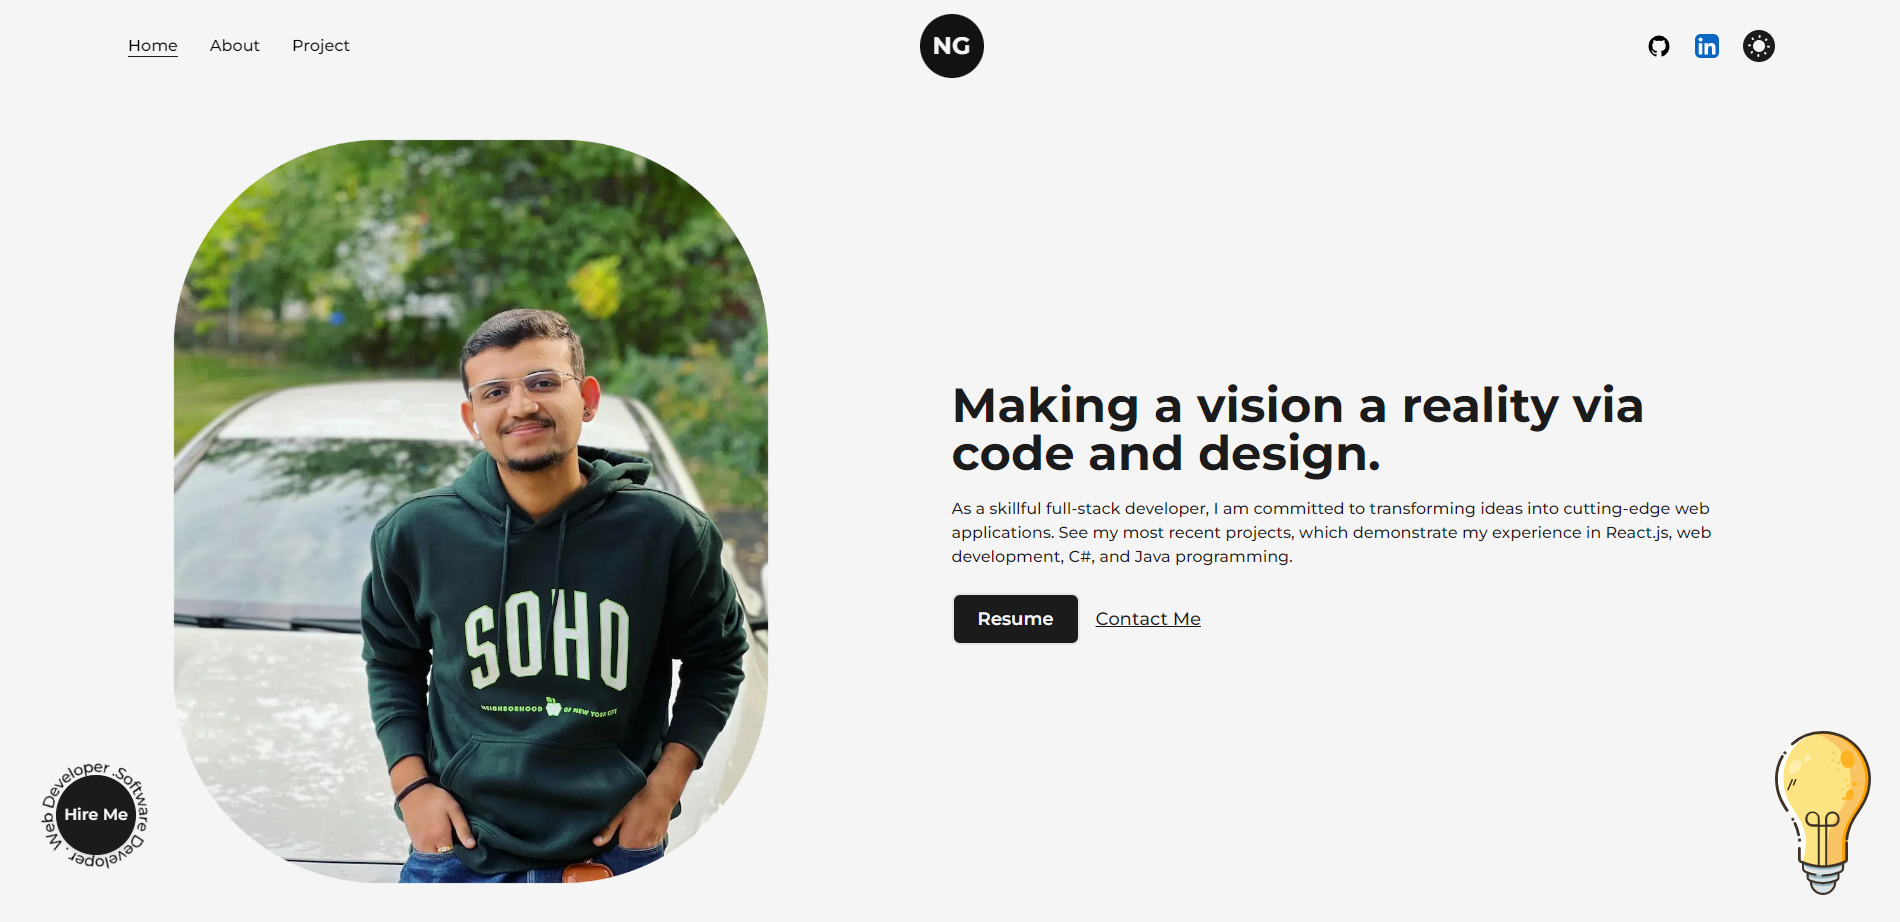 Home
About
Project
NG
in
Making a vision a reality via
code and design.
As a skillful full-stack developer, I am committed to transforming ideas into cutting-edge web
applications. See my most recent projects, which demonstrate my experience in React.js, web
development, C#, and Java programming.
Resume
Contact Me
SOHO
NEIGHBORHOOD OF NEW YORK CITY
Web Developer . Software Developer .
Hire Me